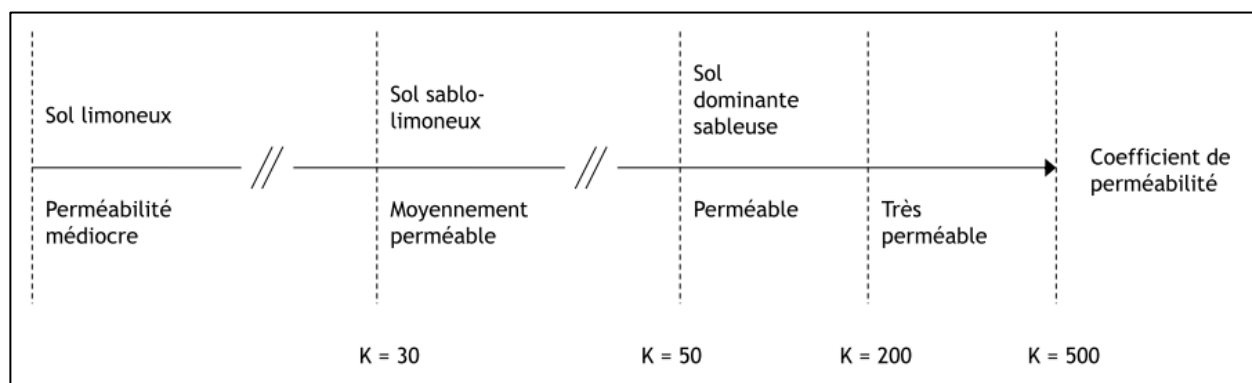 Sol limoneux
Sol sablo-
limoneux
Sol
dominante
sableuse
Coefficient de
perméabilité
Perméabilité
médiocre
Moyennement
perméable
Perméable
Très
perméable
K = 30
K = 50
K = 200
K = 500